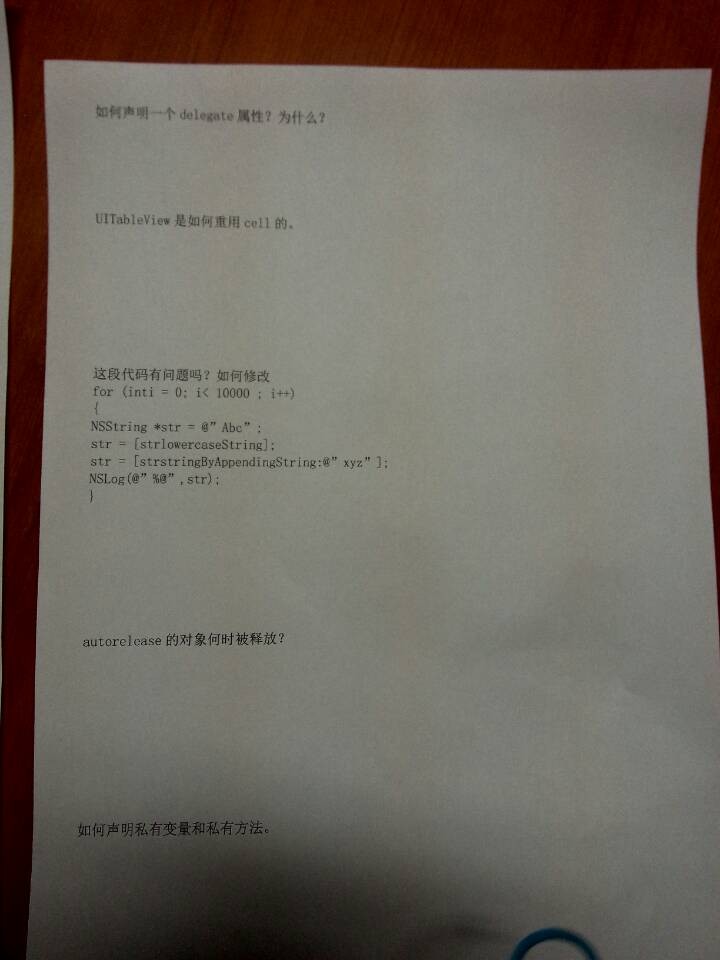 如何声明一个 delegate 属性？为什么？
UITableView 是如何重用 cell 的、
这段代码有问题吗？如何修改
for (inti = 0; i< 10000 ; i++)
{
NSString *str = @”Abc”;
str = [strlowercaseString];
str = [strstringByAppendingString:@”xyz”];
NSLog(@”%@”,str);
}
autorelease 的对象何时被释放？
如何声明私有变量和私有方法。